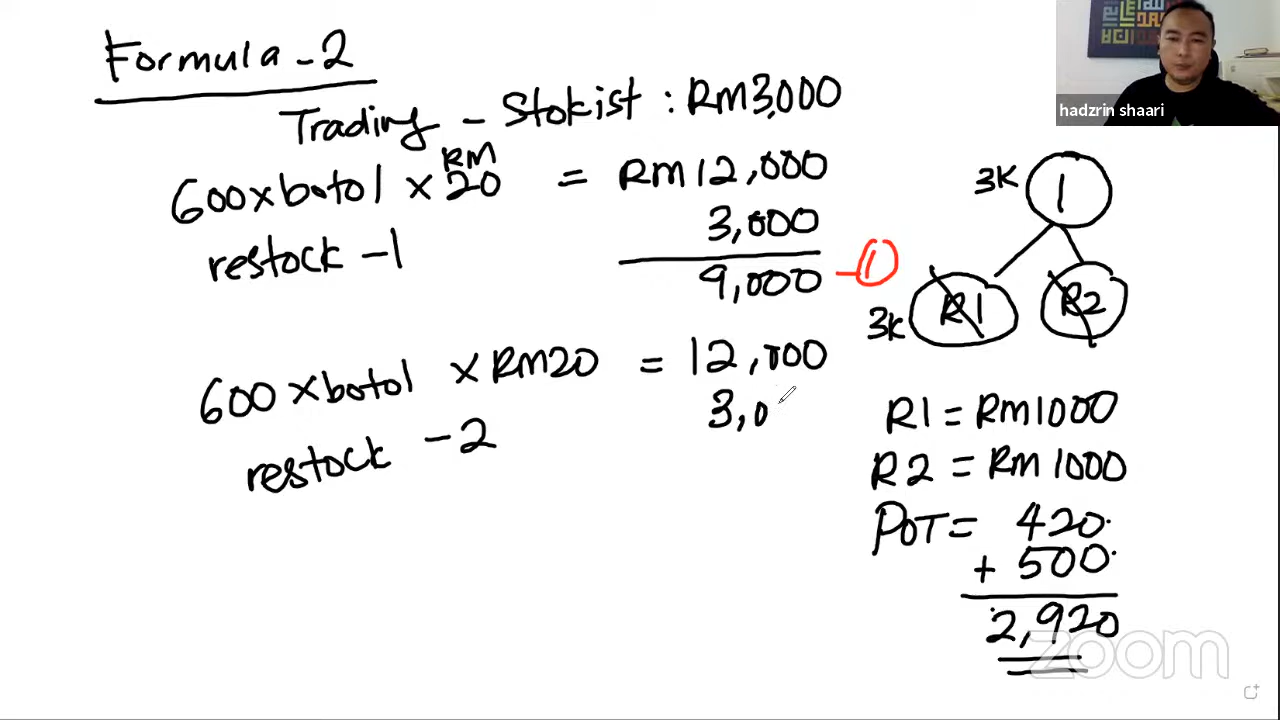 Formula - 2
hadzrin shaari
Trading - Stokist : RM3,000
600 x botol x RM 20 = RM 12,000
restock - 1
3,000
9,000 - 1
600 x botol x RM20 = 12,000
restock - 2
3,0
3K 1
3K R1 R2
R1 = RM1000
R2 = RM 1000
POT = 420.
+ 500.
2,920
zoom